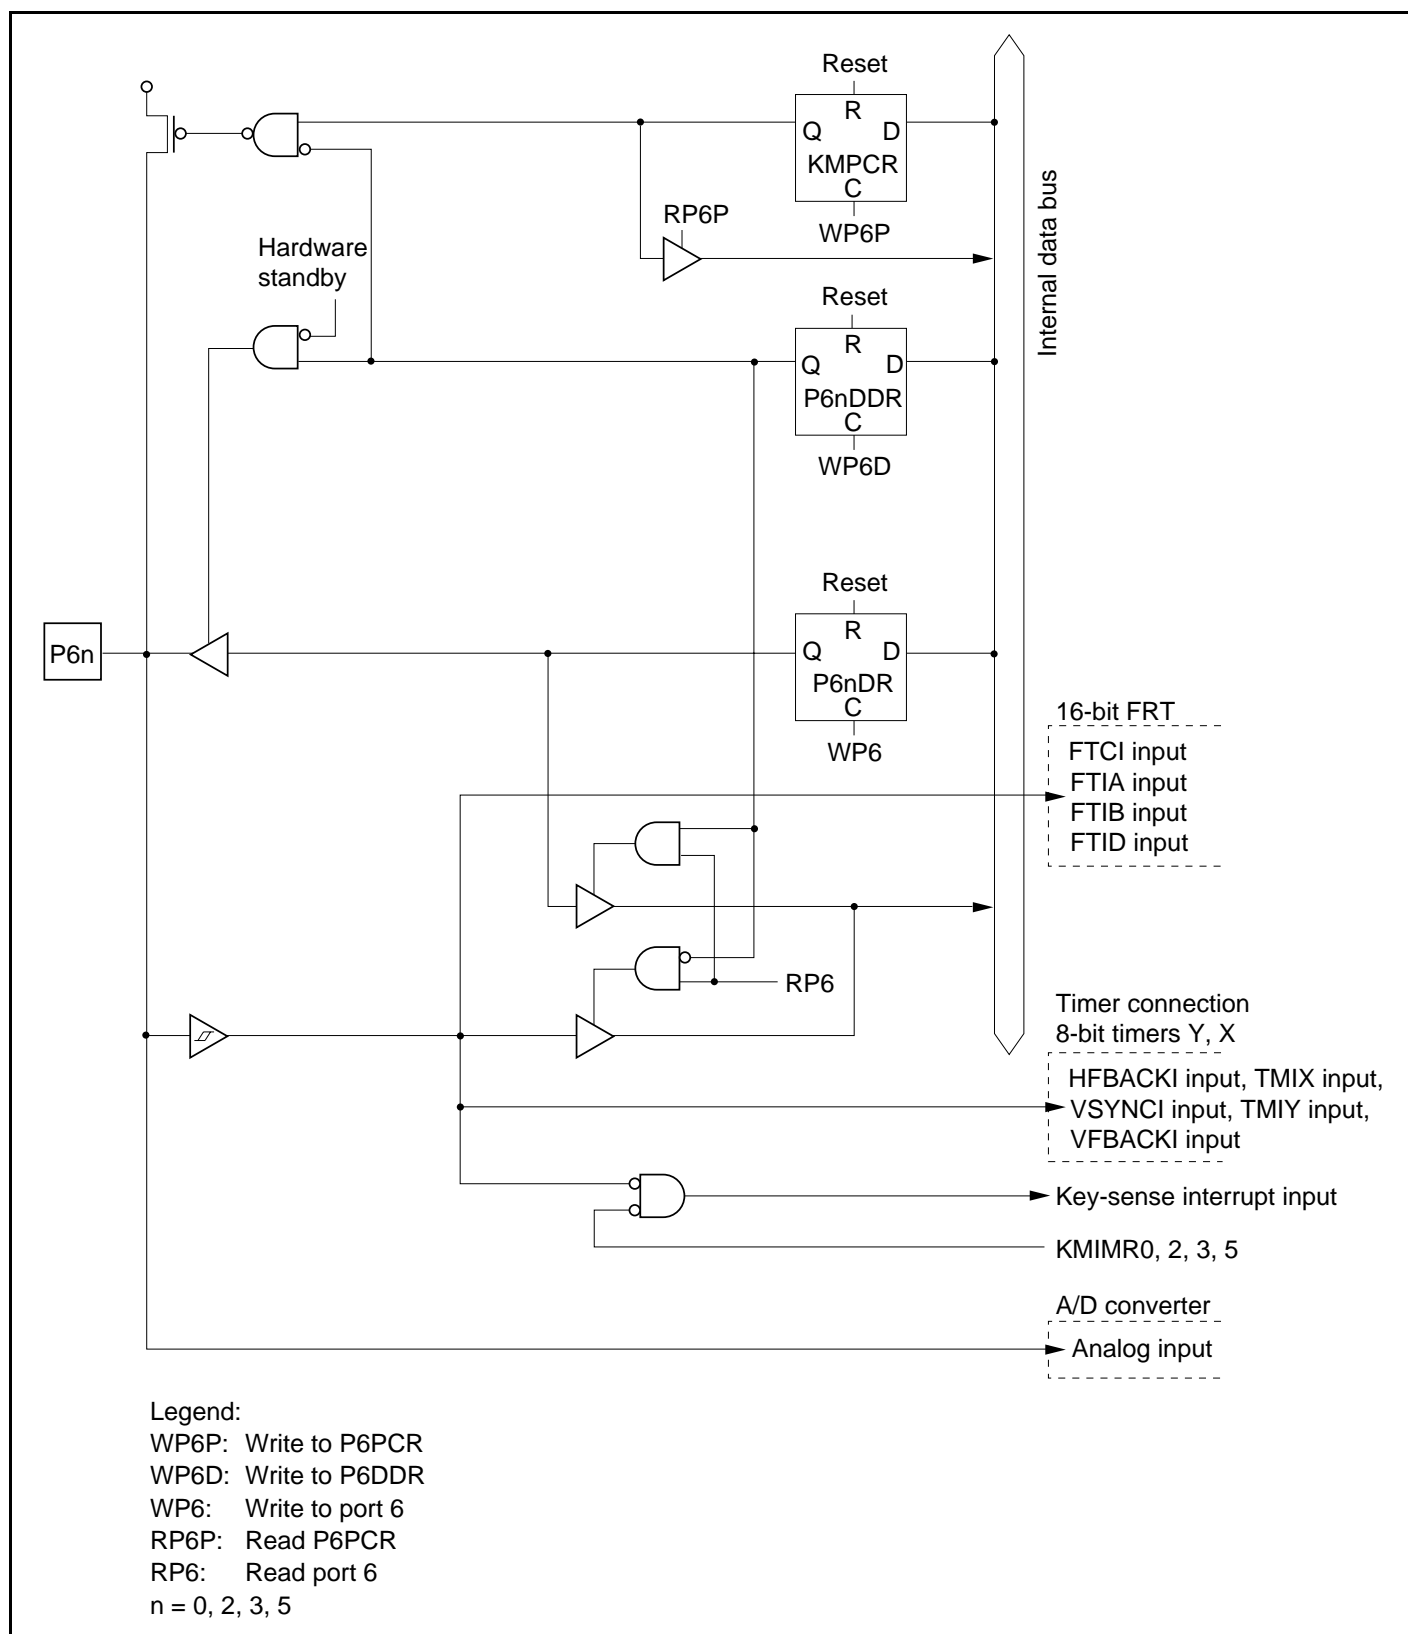 Reset
R
Q D
KMPCR
C
WP6P
RP6P
Internal data bus
Hardware
standby
Reset
R
Q D
P6nDDR
C
WP6D
Reset
R
P6n
Q D
P6nDR
C
WP6
16-bit FRT
FTCI input
FTIA input
FTIB input
FTID input
RP6
Timer connection
8-bit timers Y, X
HFBACKI input, TMIX input,
VSYNCI input, TMIY input,
VFBACKI input
Key-sense interrupt input
KMIMR0, 2, 3, 5
A/D converter
Analog input
Legend:
WP6P: Write to P6PCR
WP6D: Write to P6DDR
WP6: Write to port 6
RP6P: Read P6PCR
RP6: Read port 6
n = 0, 2, 3, 5